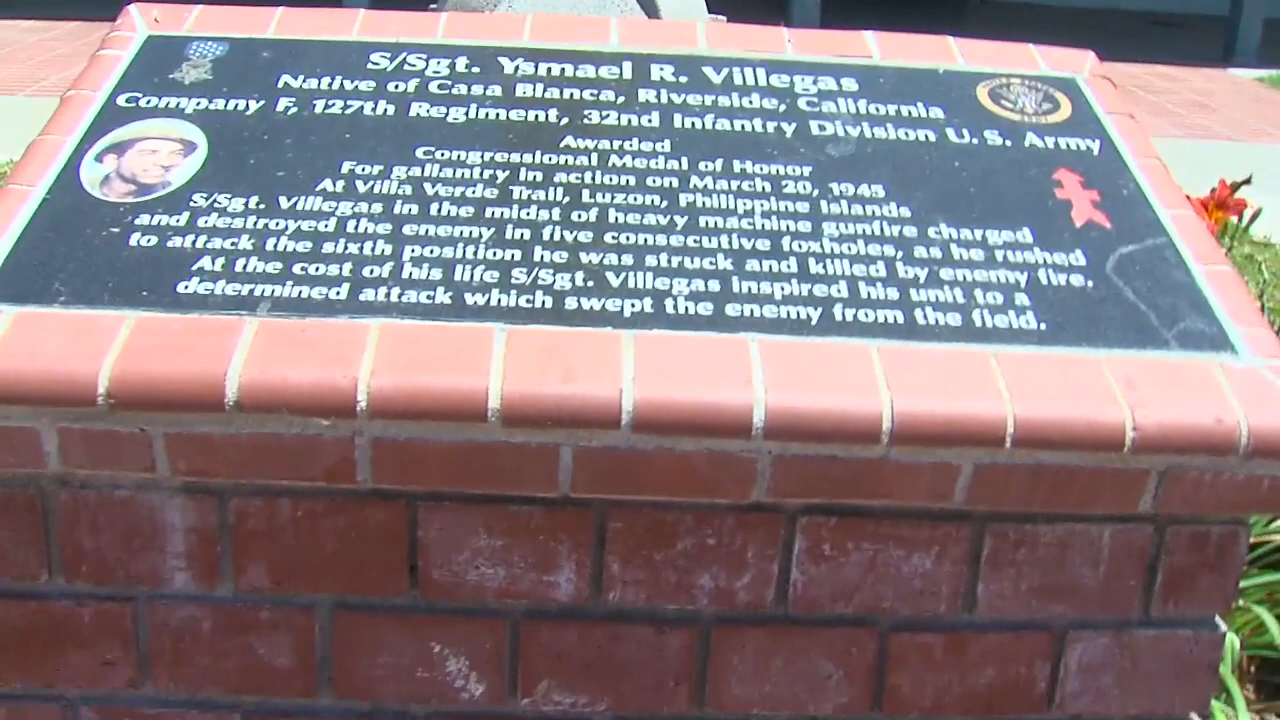 S/Sgt. Ysmael R. Villegas
Native of Casa Blanca, Riverside, California
Company F, 127th Regiment, 32nd Infantry Division U.S. Army
Awarded
Congressional Medal of Honor
For gallantry in action on March 20, 1945
At Villa Verde Trail, Luzon, Philippine Islands
S/Sgt. Villegas in the midst of heavy machine gunfire charged
and destroyed the enemy in five consecutive foxholes, as he rushed
to attack the sixth position he was struck and killed by enemy fire.
At the cost of his life S/Sgt. Villegas inspired his unit to a
determined attack which swept the enemy from the field.